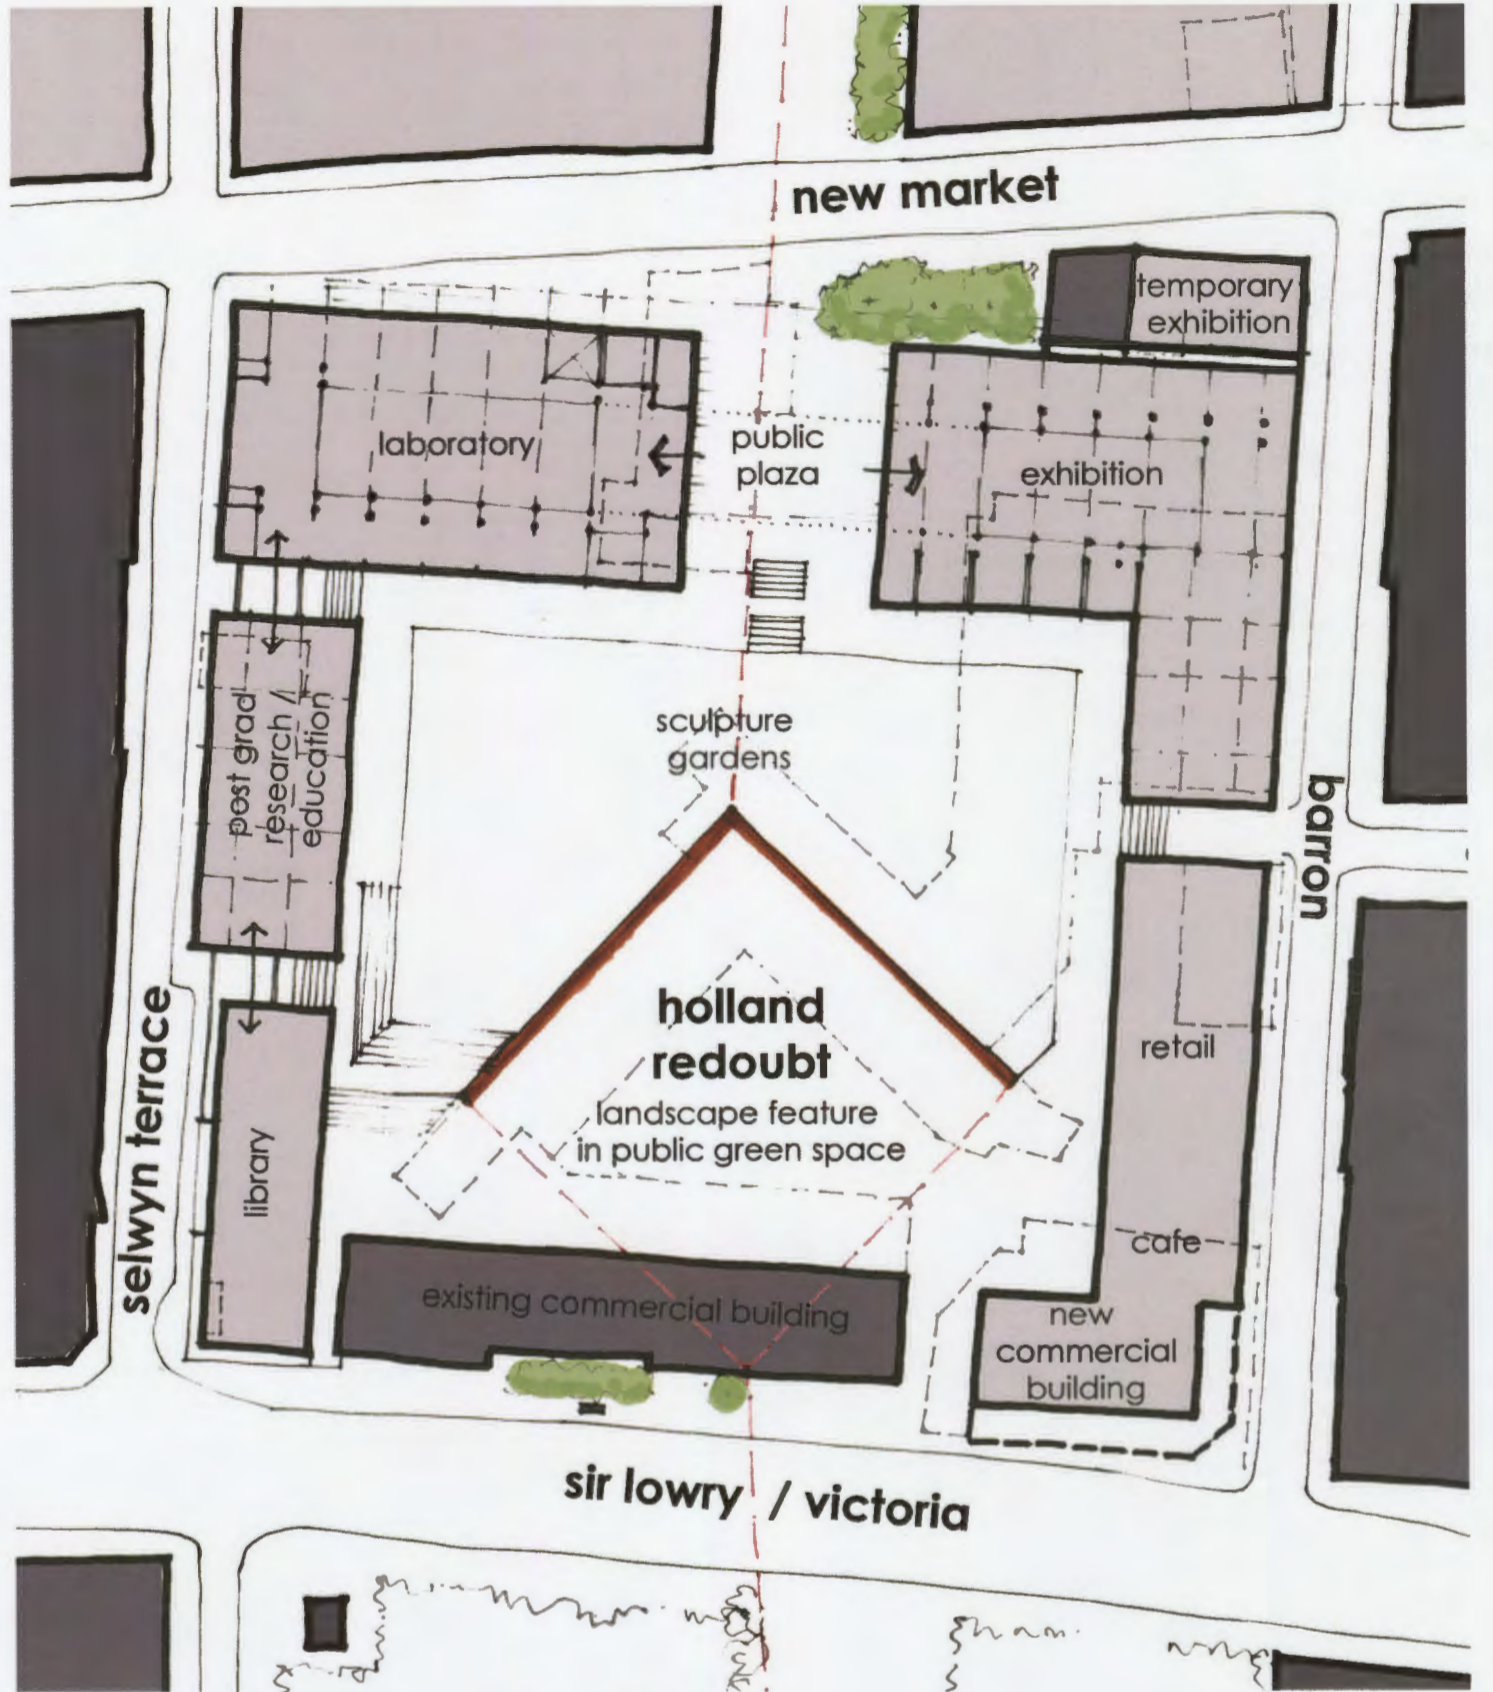 new market
temporary
exhibition
laboratory
public
plaza
exhibition
post grad
research /
education
sculpture
gardens
barron
holland
redoubt
landscape feature
in public green space
retail
selwyn terrace
library
cafe
existing commercial building
new
commercial
building
sir lowry / victoria